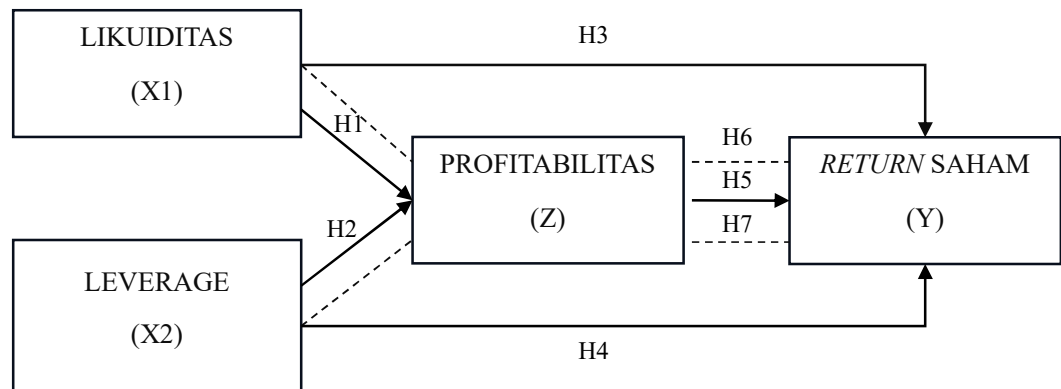 LIKUIDITAS
(X1)
H3
H1
H6
PROFITABILITAS
(Z)
H5
RETURN SAHAM
(Y)
H2
H7
LEVERAGE
(X2)
H4